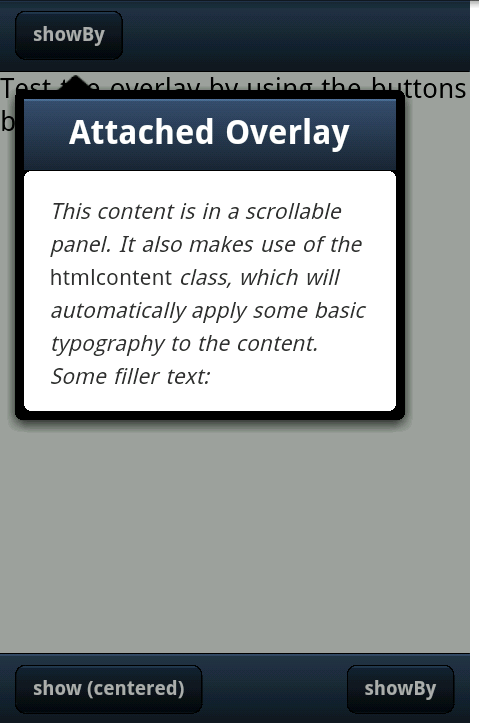 showBy
Test the overlay by using the buttons
b
Attached Overlay
This content is in a scrollable
panel. It also makes use of the
htmlcontent class, which will
automatically apply some basic
typography to the content.
Some filler text:
show (centered) showBy